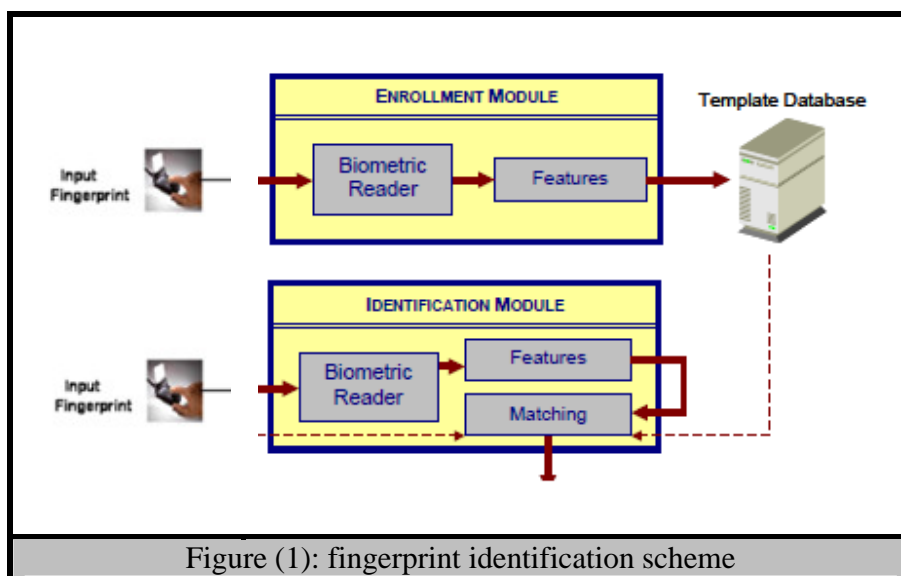 ENROLLMENT MODULE
Template Database
Input
Fingerprint
Biometric
Reader
Features
IDENTIFICATION MODULE
Input
Fingerprint
Biometric
Reader
Features
Matching
Figure (1): fingerprint identification scheme